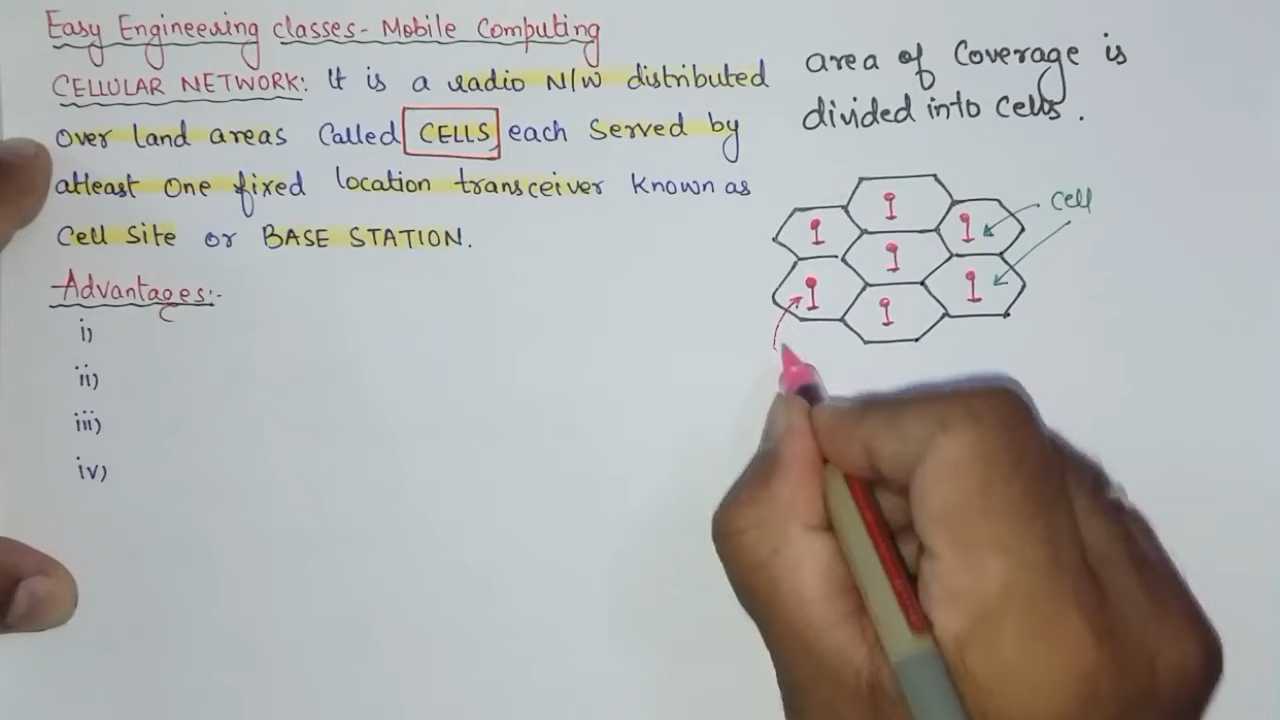 Easy Engineering classes - Mobile Computing
CELLULAR NETWORK: It is a radio N/W distributed
over land areas called CELLS each served by
atleast one fixed location transceiver known as
cell site or BASE STATION.
Advantages:-
i)
ii)
iii)
iv)
area of coverage is
divided into cells.
cell